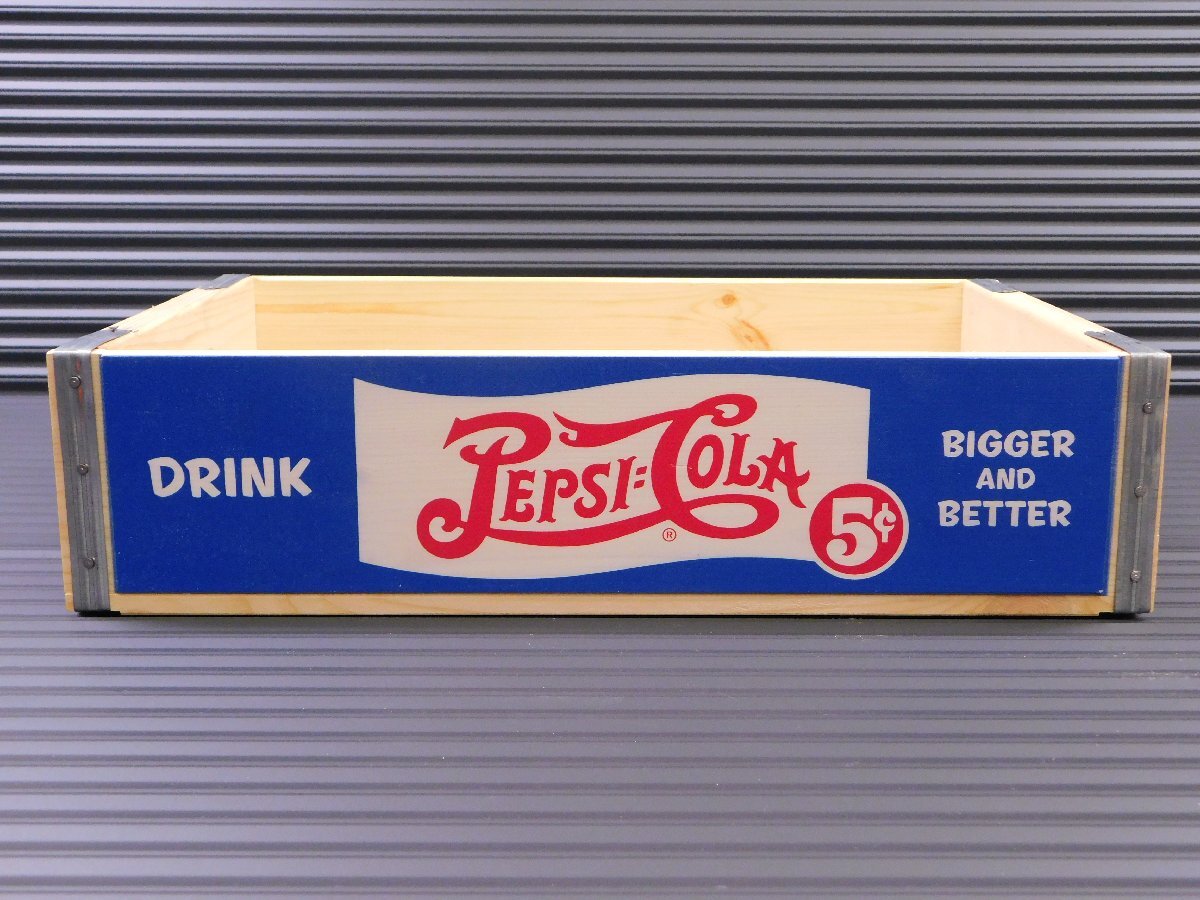 DRINK
PEPSI=COLA
®
5¢
BIGGER
AND
BETTER